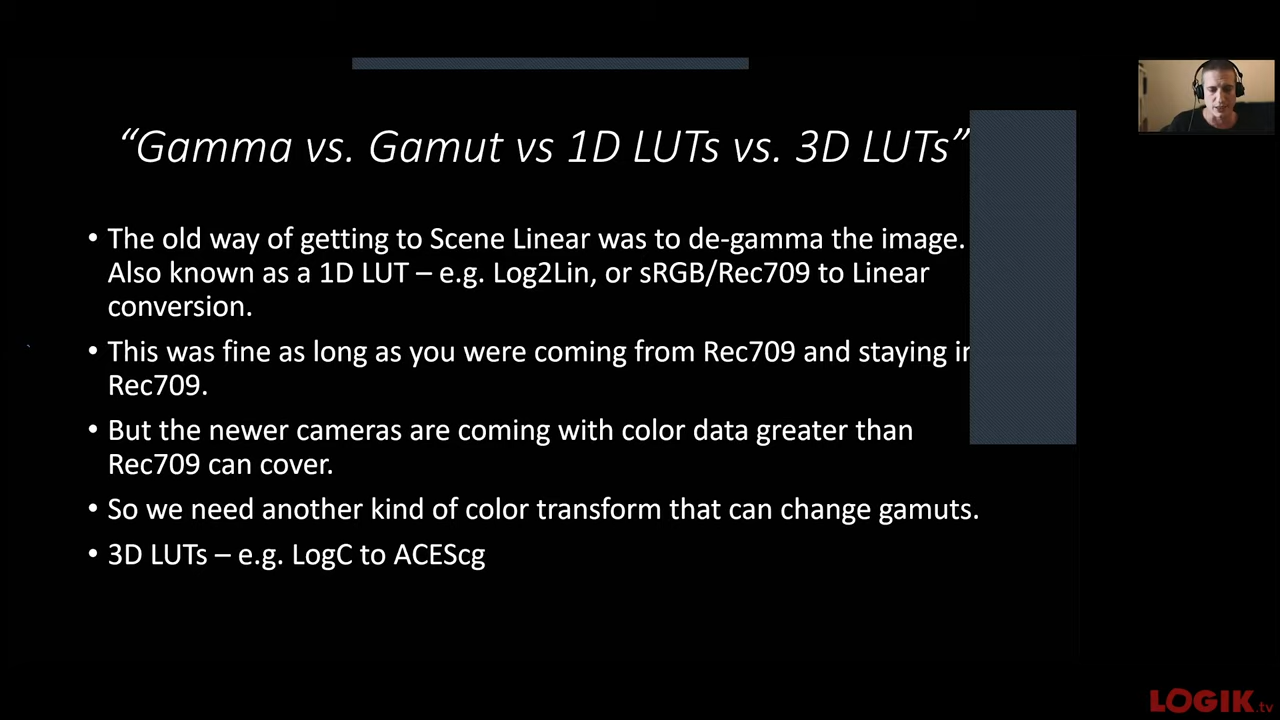 “Gamma vs. Gamut vs 1D LUTs vs. 3D LUTs”
• The old way of getting to Scene Linear was to de-gamma the image.
Also known as a 1D LUT – e.g. Log2Lin, or sRGB/Rec709 to Linear
conversion.
• This was fine as long as you were coming from Rec709 and staying in
Rec709.
• But the newer cameras are coming with color data greater than
Rec709 can cover.
• So we need another kind of color transform that can change gamuts.
• 3D LUTs – e.g. LogC to ACEScg
LOGIK.tv